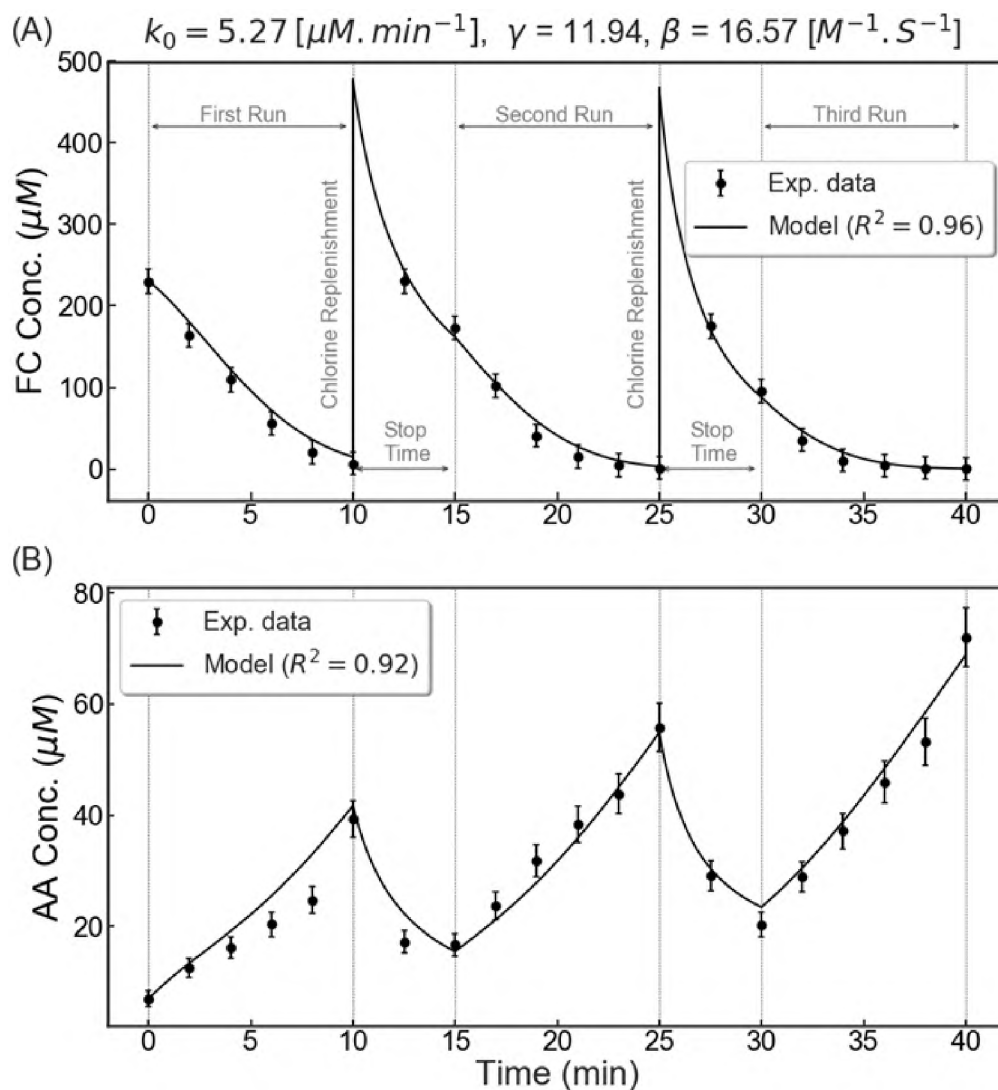 (A) k₀ = 5.27 [μM. min⁻¹], γ = 11.94, β = 16.57 [M⁻¹. S⁻¹]
500
400
300
200
100
0
FC Conc. (μM)
First Run
Second Run
Third Run
Chlorine Replenishment
Chlorine Replenishment
Stop
Time
Stop
Time
Exp. data
Model (R² = 0.96)
0 5 10 15 20 25 30 35 40
(B)
80
60
40
20
AA Conc. (μM)
Exp. data
Model (R² = 0.92)
0 5 10 15 20 25 30 35 40
Time (min)